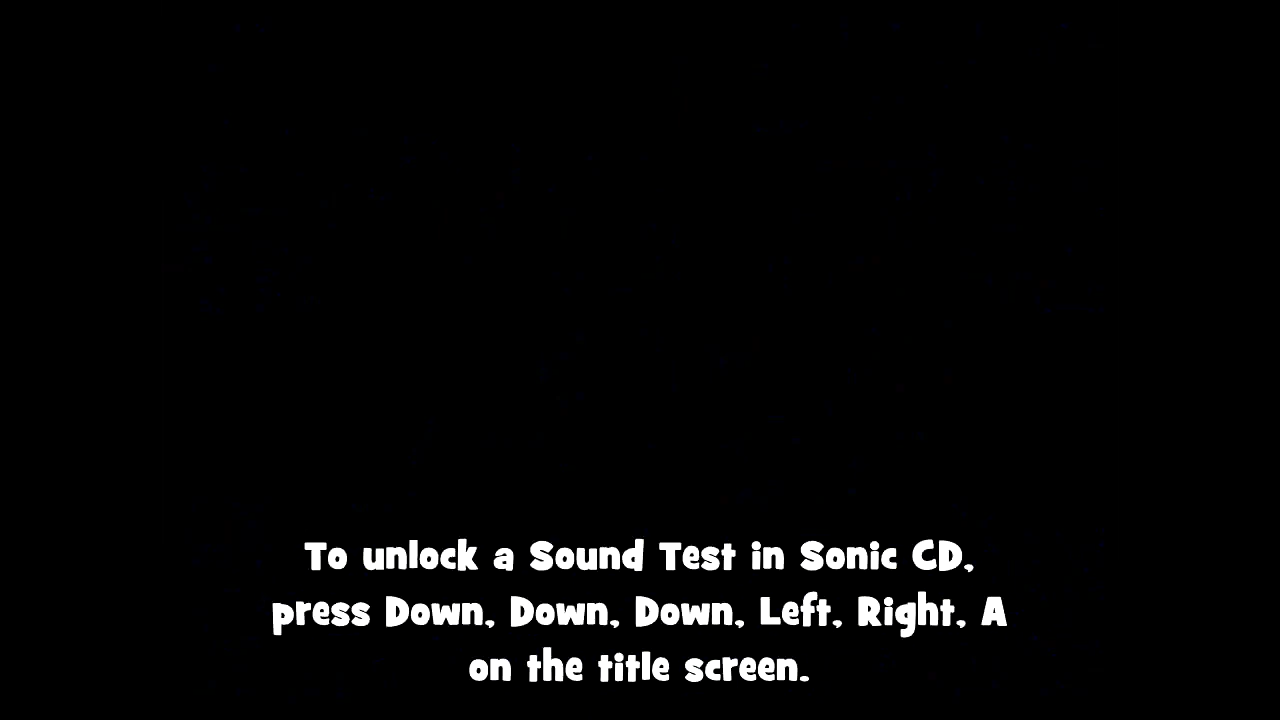 To unlock a Sound Test in Sonic CD,
press Down, Down, Down, Left, Right, A
on the title screen.